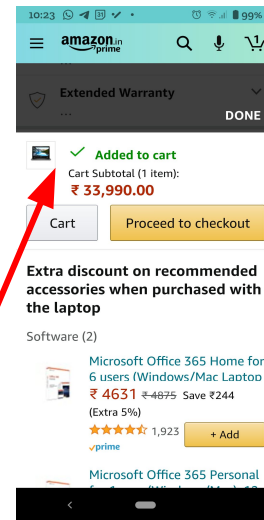 10:23 31 99%
amazon.in
prime
1
Extended Warranty
...
DONE
Added to cart
Cart Subtotal (1 item):
₹ 33,990.00
Cart
Proceed to checkout
Extra discount on recommended
accessories when purchased with
the laptop
Software (2)
Microsoft Office 365 Home for
6 users (Windows/Mac Laptop
₹ 4631 ₹ 4875 Save ₹244
(Extra 5%)
1,923
+ Add
prime
Microsoft Office 365 Personal